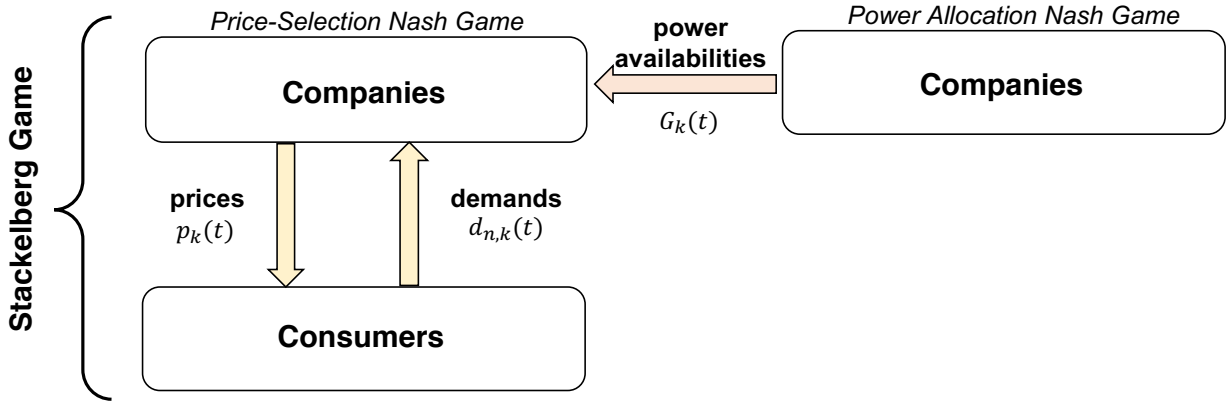 Stackelberg Game
Price-Selection Nash Game
Companies
power
availabilities
G_k(t)
Power Allocation Nash Game
Companies
prices
p_k(t)
demands
d_{n,k}(t)
Consumers